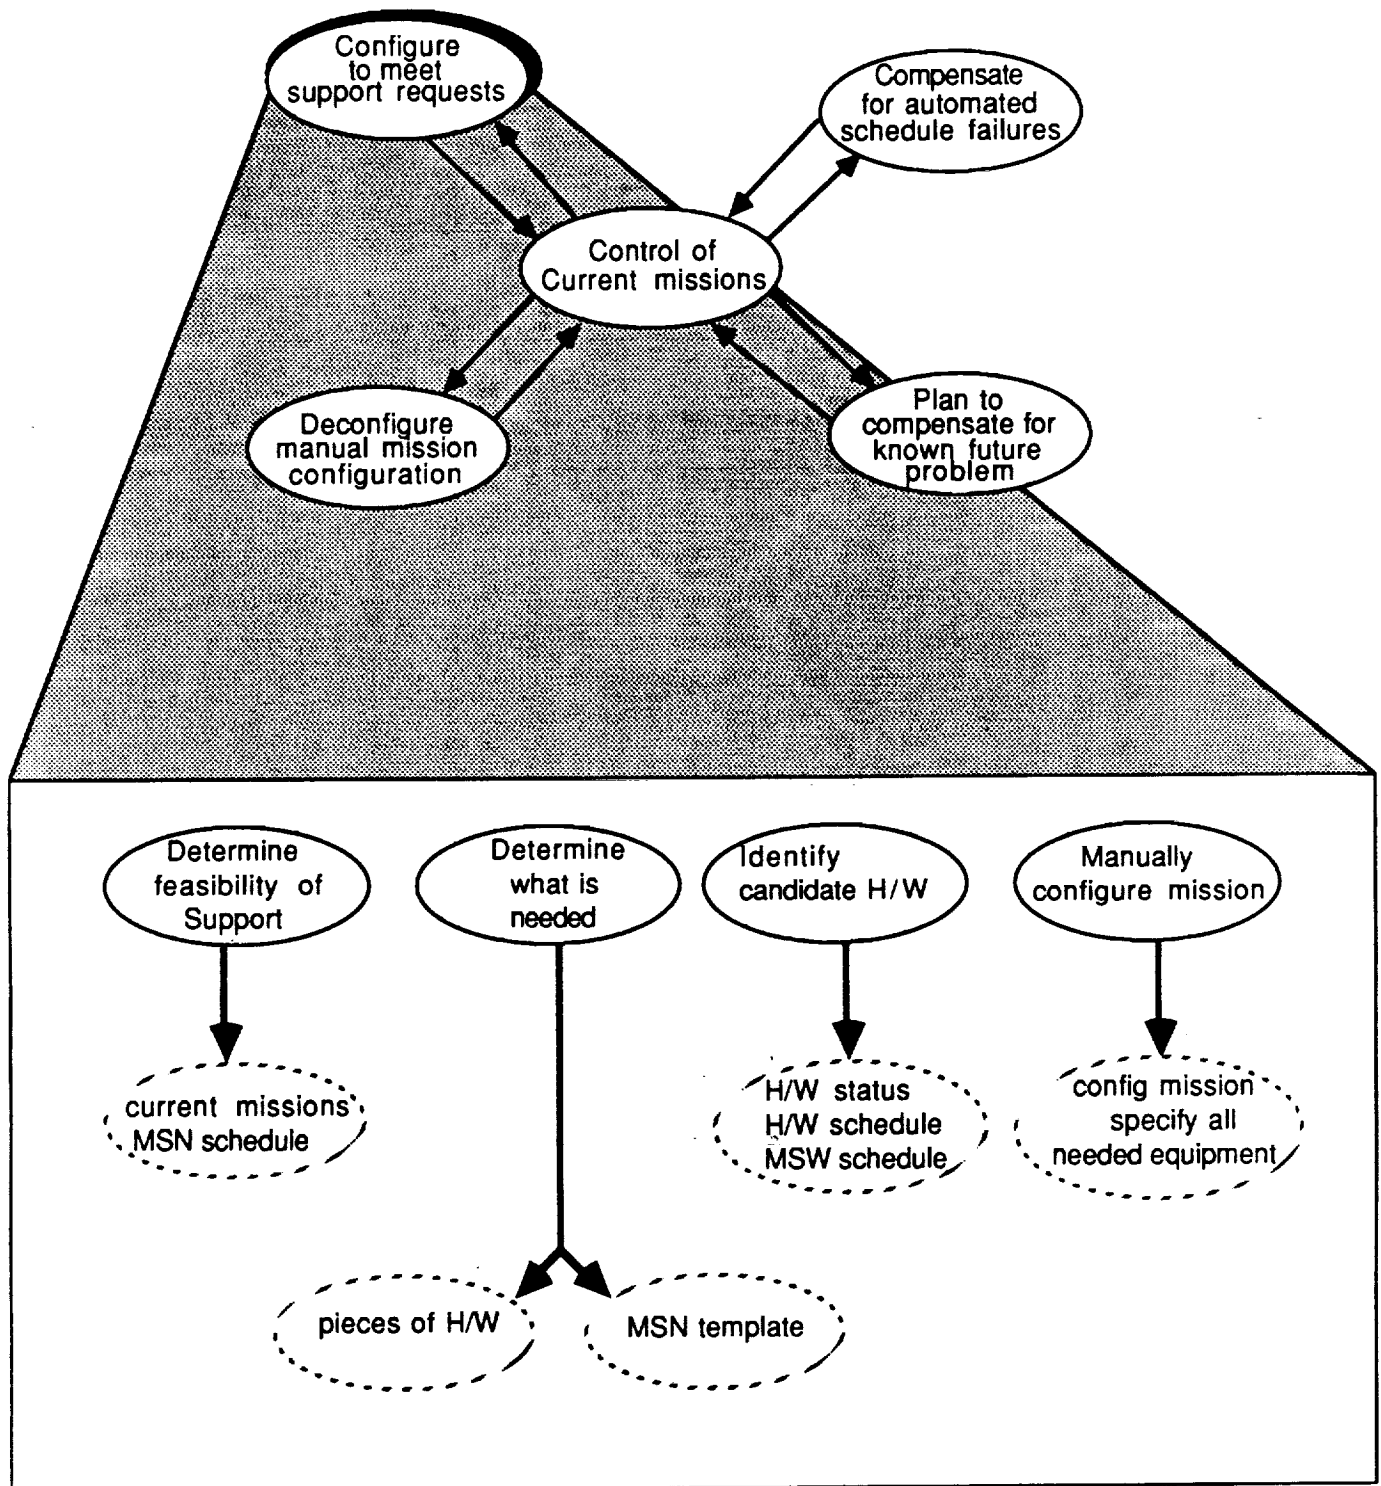 Configure
to meet
support requests
Compensate
for automated
schedule failures
Control of
Current missions
Deconfigure
manual mission
configuration
Plan to
compensate for
known future
problem
Determine
feasibility of
Support
Determine
what is
needed
Identify
candidate H/W
Manually
configure mission
current missions
MSN schedule
H/W status
H/W schedule
MSW schedule
config mission
specify all
needed equipment
pieces of H/W
MSN template